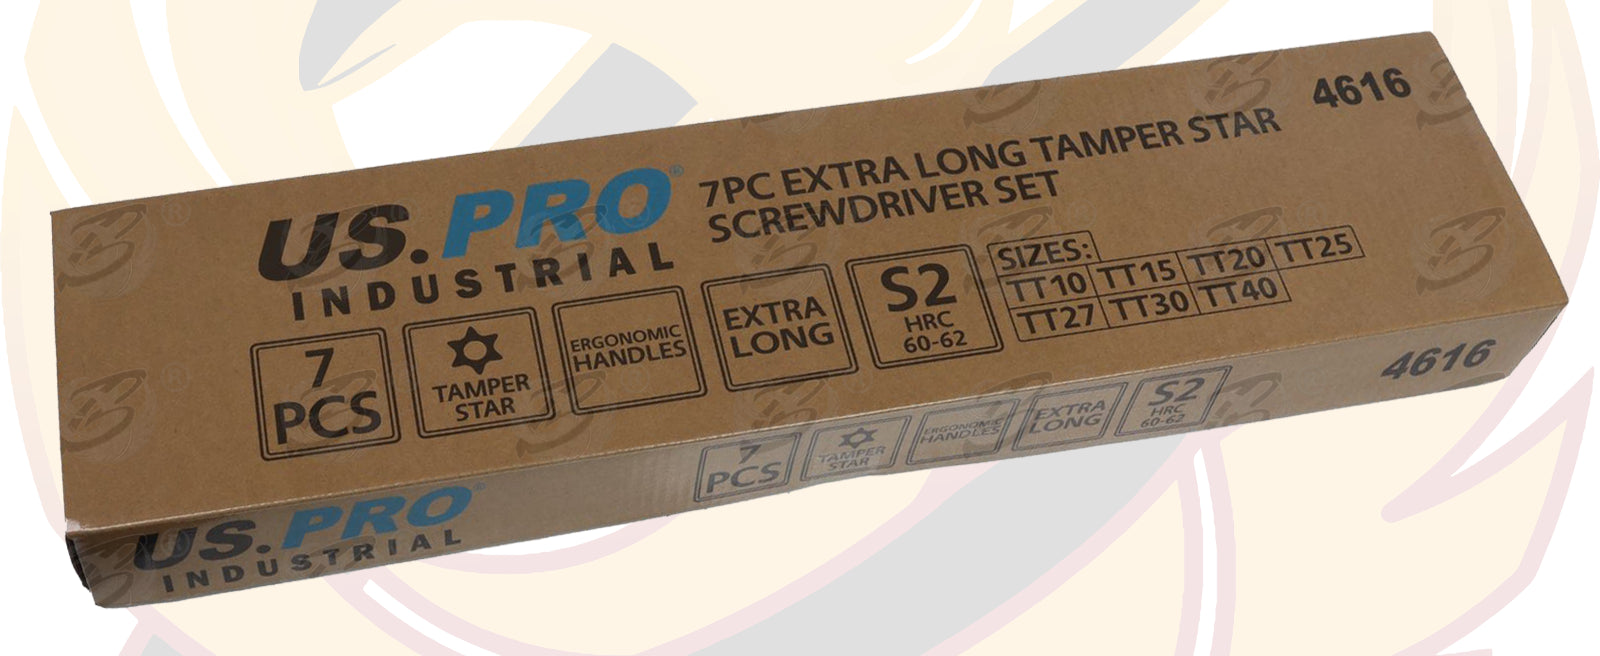 4616
US.PRO®
INDUSTRIAL
7PC EXTRA LONG TAMPER STAR
SCREWDRIVER SET
7
PCS
TAMPER
STAR
ERGONOMIC
HANDLES
EXTRA
LONG
S2
HRC
60-62
SIZES:
TT10 TT15 TT20 TT25
TT27 TT30 TT40
US.PRO®
INDUSTRIAL
7
PCS
TAMPER
STAR
ERGONOMIC
HANDLES
EXTRA
LONG
S2
HRC
60-62
4616